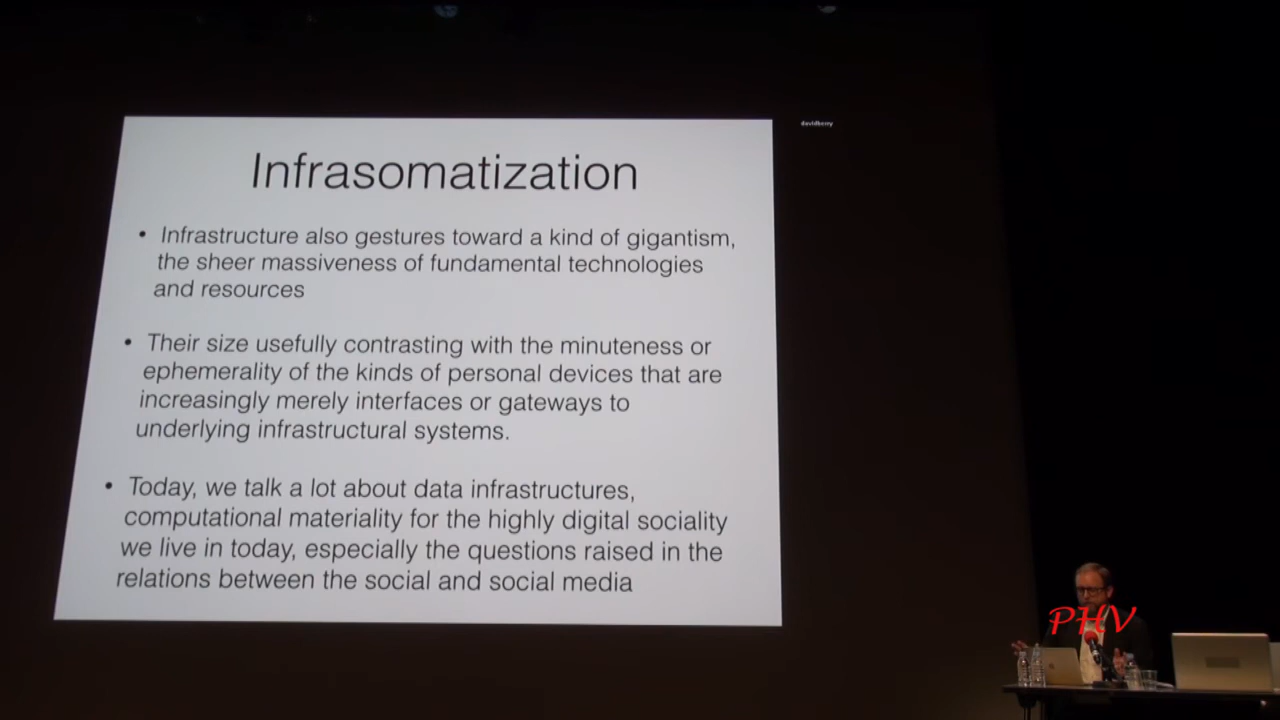 davidberry
Infrasomatization
• Infrastructure also gestures toward a kind of gigantism,
the sheer massiveness of fundamental technologies
and resources
• Their size usefully contrasting with the minuteness or
ephemerality of the kinds of personal devices that are
increasingly merely interfaces or gateways to
underlying infrastructural systems.
• Today, we talk a lot about data infrastructures,
computational materiality for the highly digital sociality
we live in today, especially the questions raised in the
relations between the social and social media
PHV